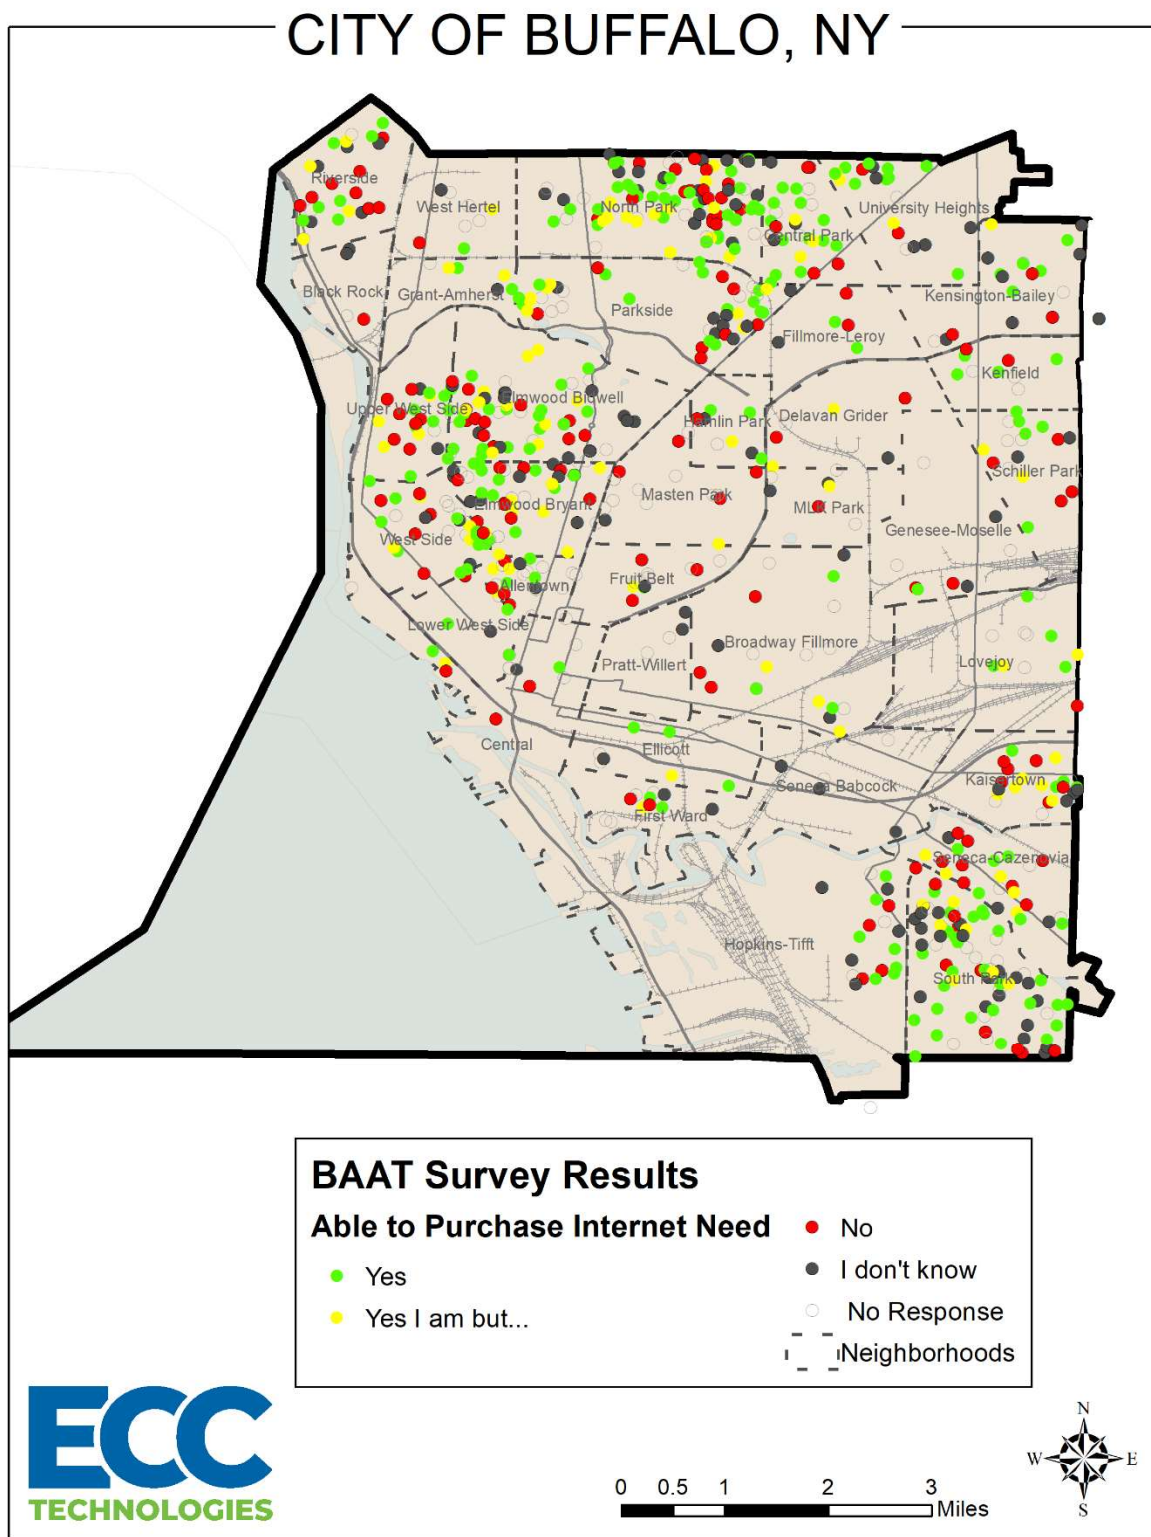 CITY OF BUFFALO, NY
Riverside
West Hertel
North Park
University Heights
Central Park
Black Rock
Grant-Amherst
Parkside
Kensington-Bailey
Fillmore-Leroy
Kenfield
Upper West Side
Elmwood Bidwell
Hamlin Park
Delavan Grider
Schiller Park
Masten Park
Elmwood Bryant
MLK Park
West Side
Genesee-Moselle
Allentown
Fruit Belt
Lower West Side
Broadway Fillmore
Pratt-Willert
Lovejoy
Central
Ellicott
Seneca Babcock
Kaisertown
First Ward
Seneca-Cazenovia
Hopkins-Tifft
South Park
BAAT Survey Results
Able to Purchase Internet Need
Yes
Yes I am but...
No
I don't know
No Response
Neighborhoods
ECC
TECHNOLOGIES
0 0.5 1 2 3
Miles
N
W E
S